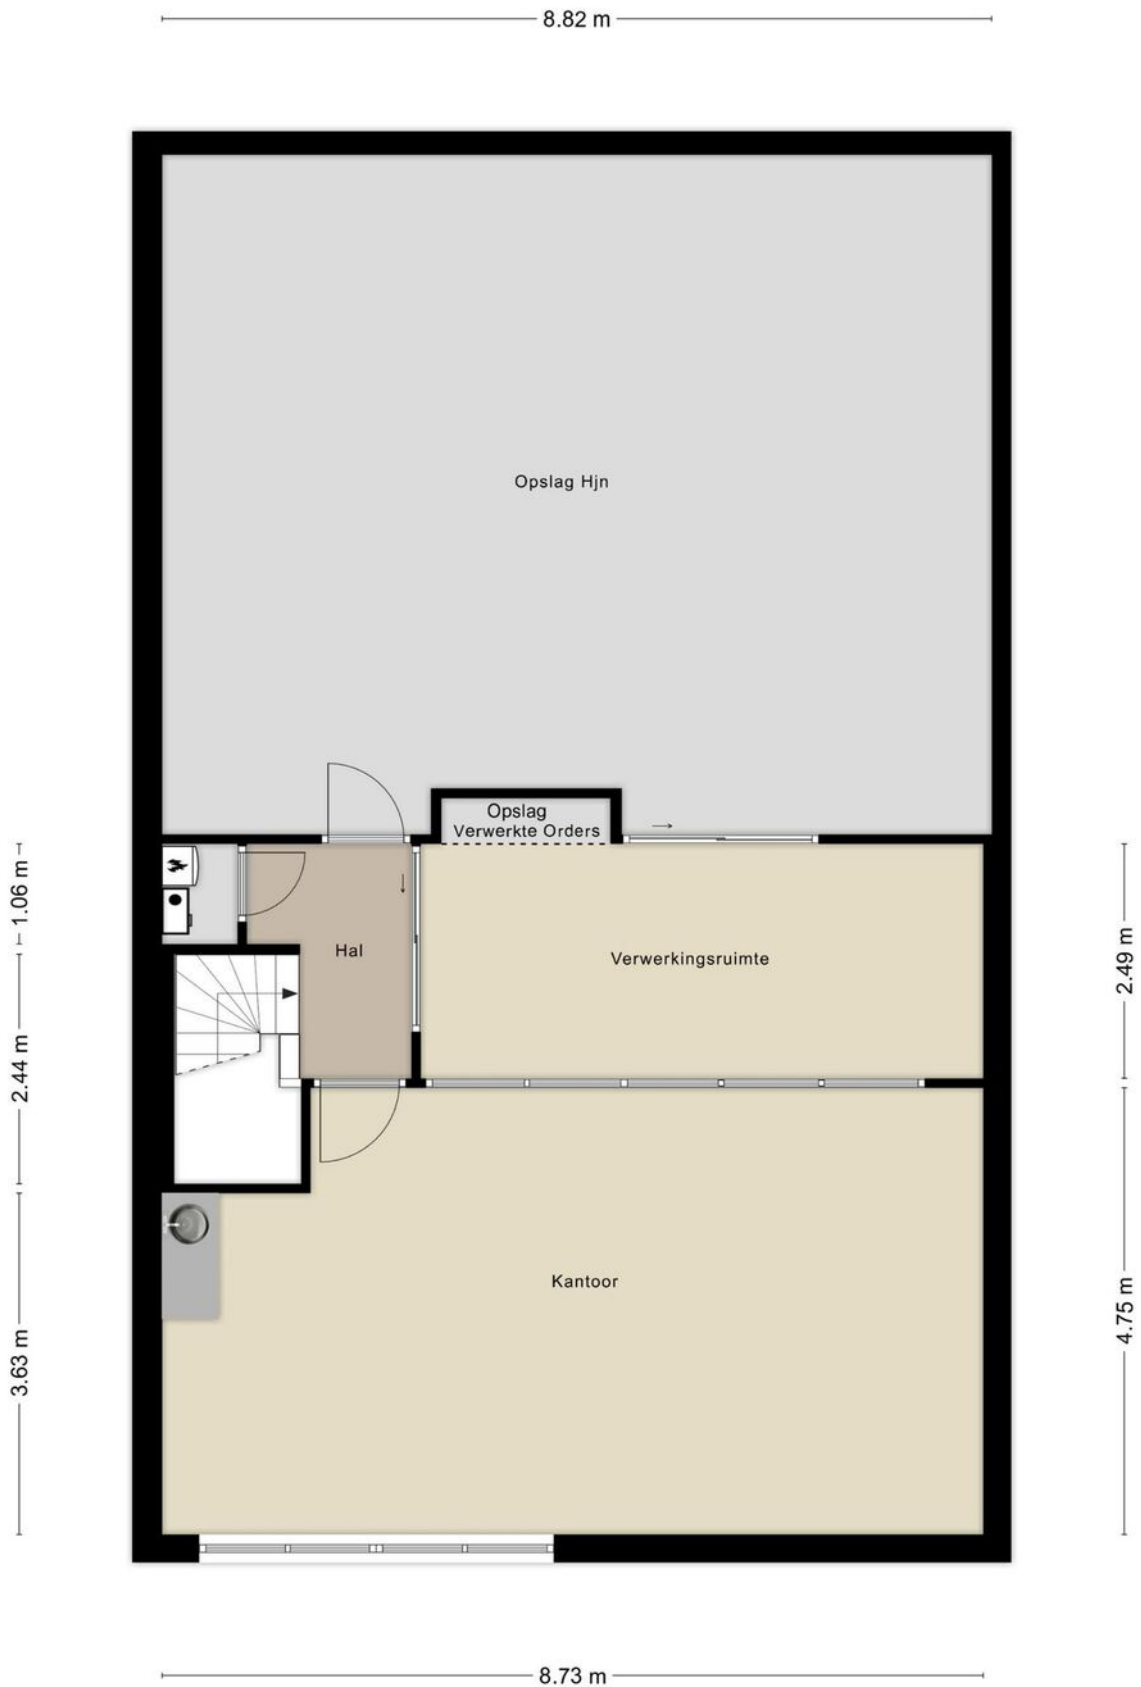 8.82 m
Opslag Hjn
Opslag
Verwerkte Orders
1.06 m
Hal
Verwerkingsruimte
2.49 m
2.44 m
Kantoor
4.75 m
3.63 m
8.73 m